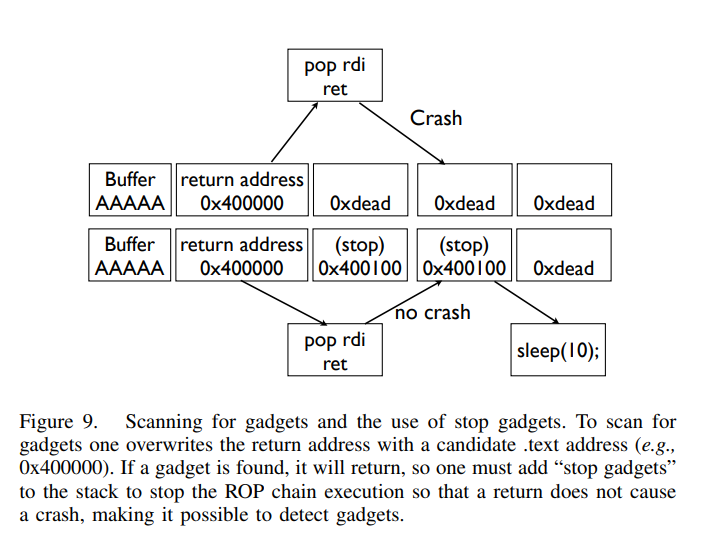 pop rdi
ret
Crash
Buffer
AAAAA
return address
0x400000
0xdead
0xdead
0xdead
Buffer
AAAAA
return address
0x400000
(stop)
0x400100
(stop)
0x400100
0xdead
no crash
pop rdi
ret
sleep(10);
Figure 9. Scanning for gadgets and the use of stop gadgets. To scan for
gadgets one overwrites the return address with a candidate .text address (e.g.,
0x400000). If a gadget is found, it will return, so one must add “stop gadgets”
to the stack to stop the ROP chain execution so that a return does not cause
a crash, making it possible to detect gadgets.